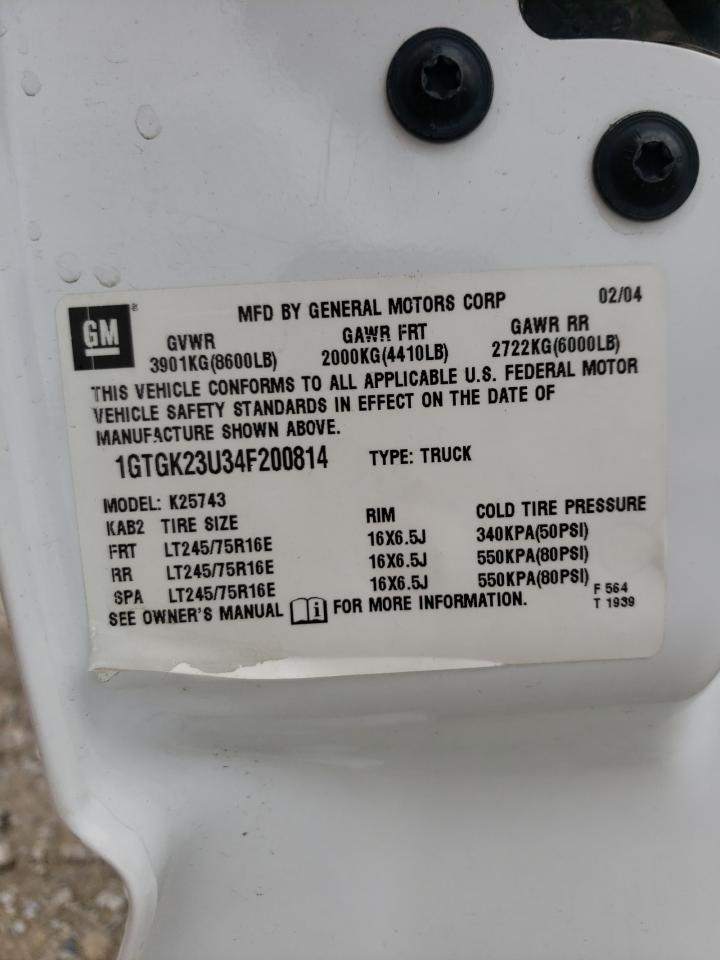 GM
MFD BY GENERAL MOTORS CORP 02/04
GVWR GAWR FRT GAWR RR
3901KG(8600LB) 2000KG(4410LB) 2722KG(6000LB)
THIS VEHICLE CONFORMS TO ALL APPLICABLE U.S. FEDERAL MOTOR
VEHICLE SAFETY STANDARDS IN EFFECT ON THE DATE OF
MANUFACTURE SHOWN ABOVE.
1GTGK23U34F200814 TYPE: TRUCK
MODEL: K25743
KAB2 TIRE SIZE RIM COLD TIRE PRESSURE
FRT LT245/75R16E 16X6.5J 340KPA(50PSI)
RR LT245/75R16E 16X6.5J 550KPA(80PSI)
SPA LT245/75R16E 16X6.5J 550KPA(80PSI)
SEE OWNER'S MANUAL i FOR MORE INFORMATION.
F 564
T 1939